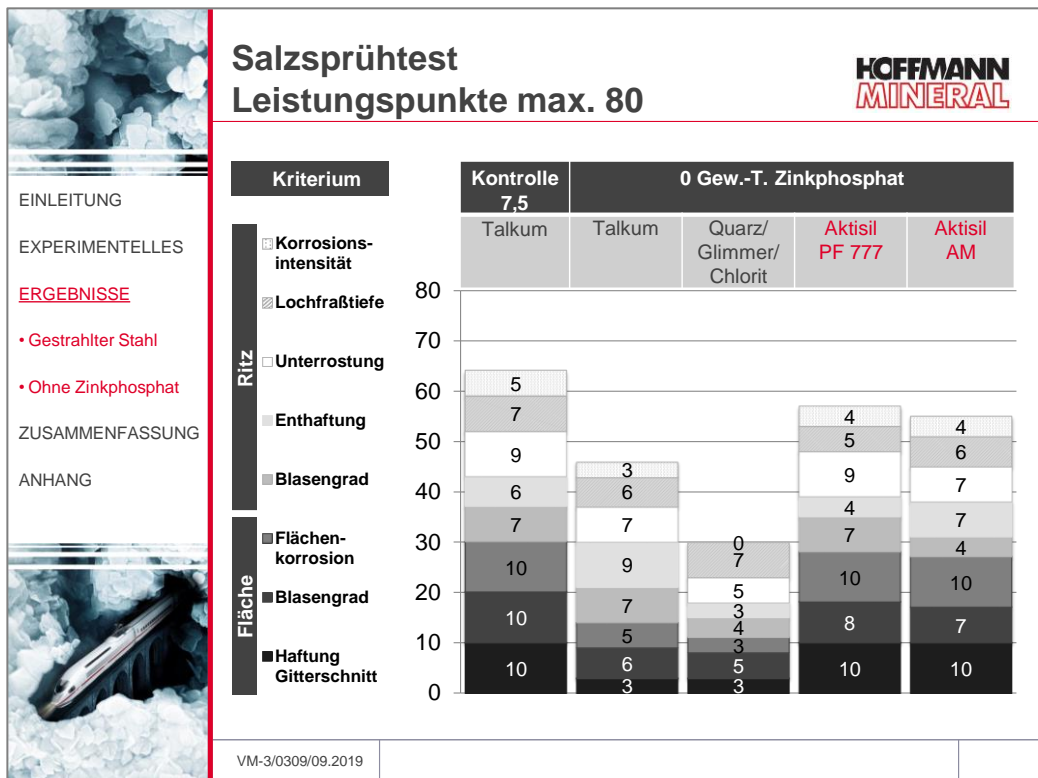 Salzsprühtest
Leistungspunkte max. 80
HOFFMANN
MINERAL
EINLEITUNG
EXPERIMENTELLES
ERGEBNISSE
• Gestrahlter Stahl
• Ohne Zinkphosphat
ZUSAMMENFASSUNG
ANHANG
Kriterium
Kontrolle
7,5
0 Gew.-T. Zinkphosphat
Talkum
Talkum
Quarz/
Glimmer/
Chlorit
Aktisil
PF 777
Aktisil
AM
Ritz
Korrosions-
intensität
Lochfraßtiefe
Unterrostung
Enthaftung
Blasengrad
Fläche
Flächen-
korrosion
Blasengrad
Haftung
Gitterschnitt
80
70
60
50
40
30
20
10
0
5
7
9
6
7
10
10
10
3
6
7
9
7
5
6
3
0
7
5
3
4
3
5
3
4
5
9
4
7
10
8
10
4
6
7
7
4
10
7
10
VM-3/0309/09.2019